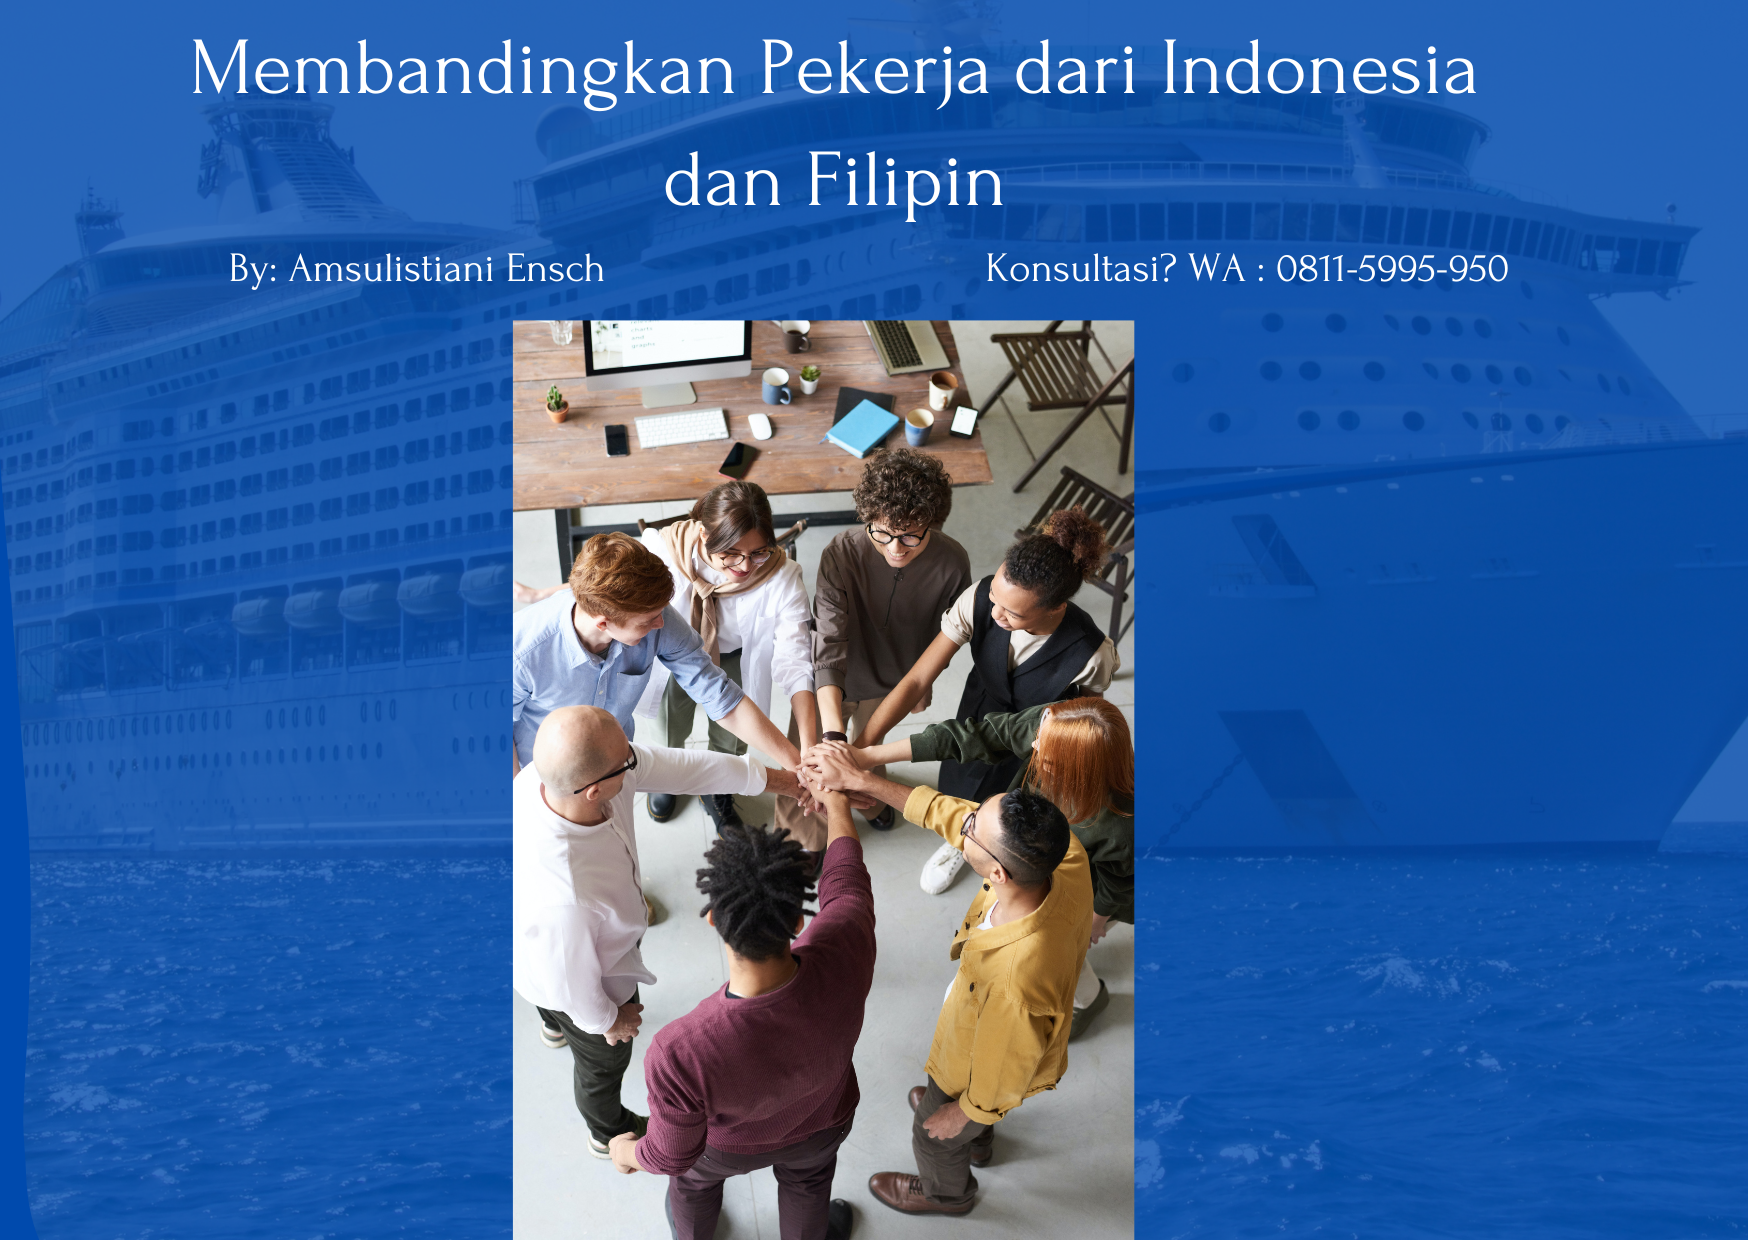 Membandingkan Pekerja dari Indonesia
dan Filipin
By: Amsulistiani Ensch
Konsultasi? WA : 0811-5995-950